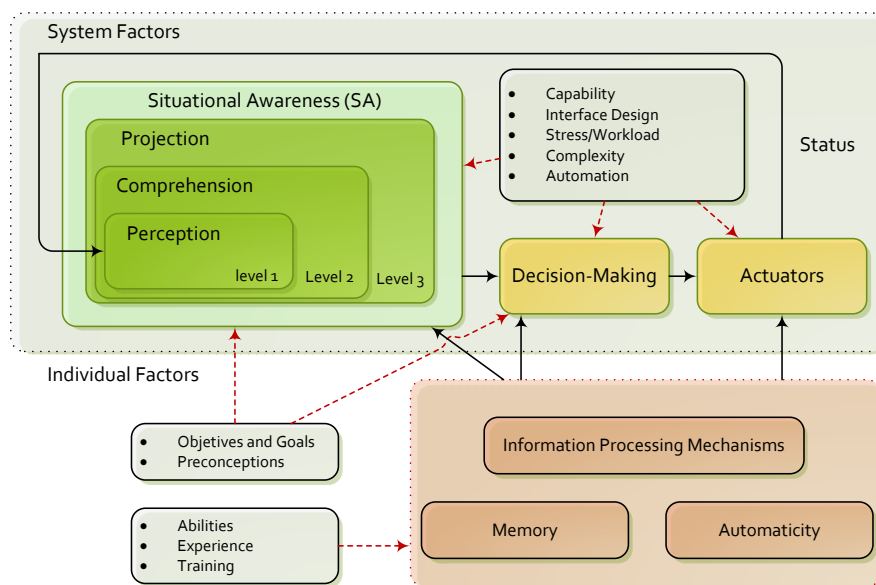 System Factors
Situational Awareness (SA)
Projection
Comprehension
Perception
level 1
Level 2
Level 3
• Capability
• Interface Design
• Stress/Workload
• Complexity
• Automation
Status
Decision-Making
Actuators
Individual Factors
• Objetives and Goals
• Preconceptions
• Abilities
• Experience
• Training
Information Processing Mechanisms
Memory
Automaticity